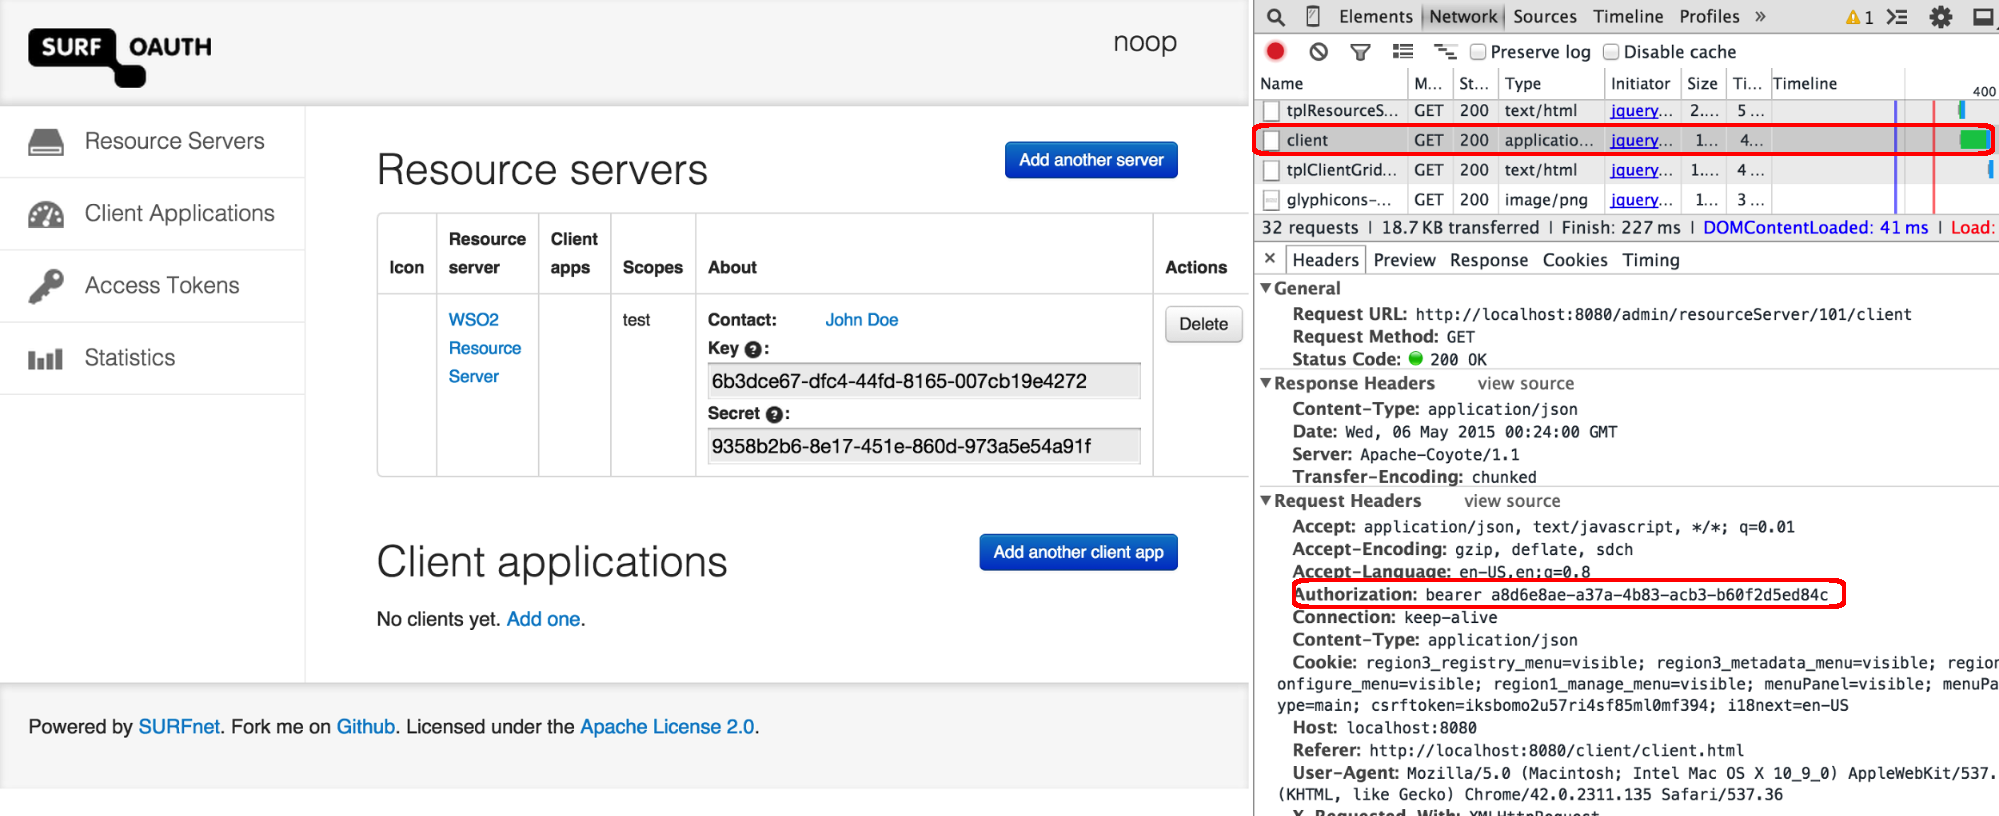 SURF OAUTH
noop
Resource Servers
Client Applications
Access Tokens
Statistics
Resource servers
Add another server
Icon
Resource server
Client apps
Scopes
About
Actions
WSO2
Resource
Server
test
Contact: John Doe
Key ?:
6b3dce67-dfc4-44fd-8165-007cb19e4272
Secret ?:
9358b2b6-8e17-451e-860d-973a5e54a91f
Delete
Client applications
Add another client app
No clients yet. Add one.
Powered by SURFnet. Fork me on Github. Licensed under the Apache License 2.0.
Elements Network Sources Timeline Profiles » 1
Preserve log Disable cache
Name M... St... Type Initiator Size Ti... Timeline 400
tplResourceS... GET 200 text/html jquery... 2.... 5 ...
client GET 200 applicatio... jquery... 1... 4...
tplClientGrid... GET 200 text/html jquery... 1.... 4 ...
glyphicons-... GET 200 image/png jquery... 1... 3 ...
32 requests | 18.7 KB transferred | Finish: 227 ms | DOMContentLoaded: 41 ms | Load:
× Headers Preview Response Cookies Timing
General
Request URL: http://localhost:8080/admin/resourceServer/101/client
Request Method: GET
Status Code: 200 OK
Response Headers view source
Content-Type: application/json
Date: Wed, 06 May 2015 00:24:00 GMT
Server: Apache-Coyote/1.1
Transfer-Encoding: chunked
Request Headers view source
Accept: application/json, text/javascript, */*; q=0.01
Accept-Encoding: gzip, deflate, sdch
Accept-Language: en-US,en;q=0.8
Authorization: bearer a8d6e8ae-a37a-4b83-acb3-b60f2d5ed84c
Connection: keep-alive
Content-Type: application/json
Cookie: region3_registry_menu=visible; region3_metadata_menu=visible; region
onfigure_menu=visible; region1_manage_menu=visible; menuPanel=visible; menuPa
ype=main; csrftoken=iksbomo2u57ri4sf85ml0mf394; i18next=en-US
Host: localhost:8080
Referer: http://localhost:8080/client/client.html
User-Agent: Mozilla/5.0 (Macintosh; Intel Mac OS X 10_9_0) AppleWebKit/537.
(KHTML, like Gecko) Chrome/42.0.2311.135 Safari/537.36
X-Requested-With: XMLHttpRequest